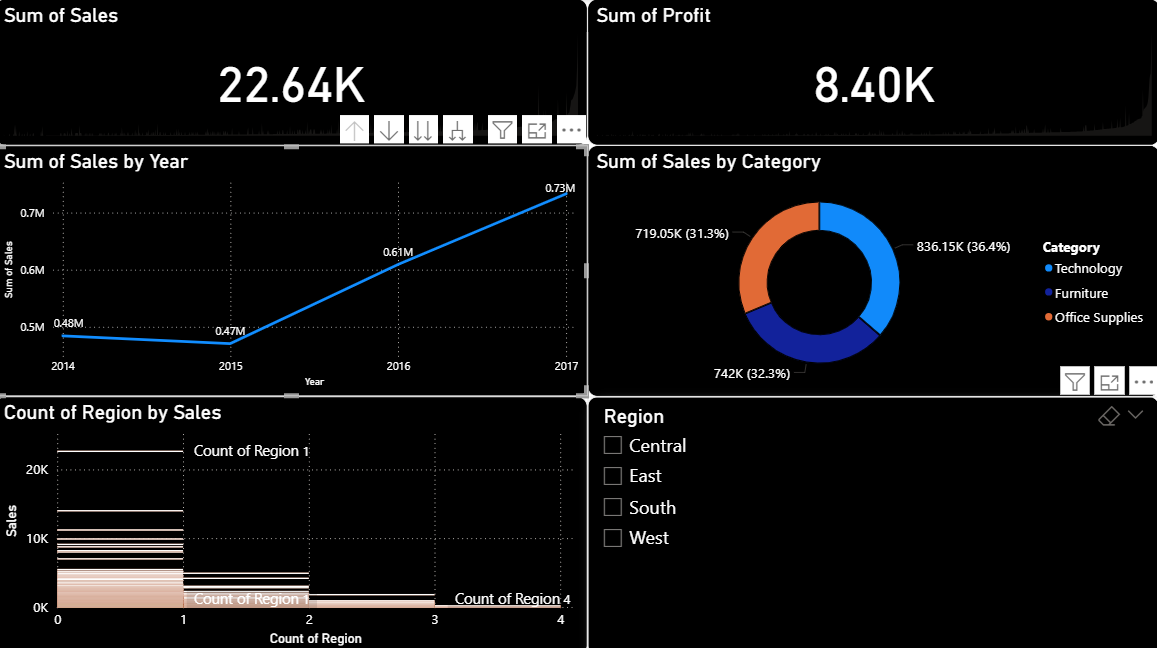 Sum of Sales
22.64K
Sum of Profit
8.40K
Sum of Sales by Year
Sum of Sales
0.7M
0.6M
0.5M
0.48M
0.47M
0.61M
0.73M
2014
2015
2016
2017
Year
Sum of Sales by Category
719.05K (31.3%)
836.15K (36.4%)
742K (32.3%)
Category
Technology
Furniture
Office Supplies
Count of Region by Sales
Sales
20K
10K
0K
Count of Region 1
Count of Region 1
Count of Region 4
0
1
2
3
4
Count of Region
Region
Central
East
South
West